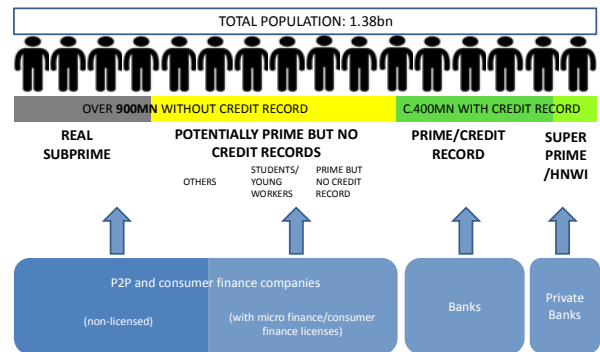 TOTAL POPULATION: 1.38bn
OVER 900MN WITHOUT CREDIT RECORD
C.400MN WITH CREDIT RECORD
REAL
SUBPRIME
POTENTIALLY PRIME BUT NO
CREDIT RECORDS
OTHERS
STUDENTS/
YOUNG
WORKERS
PRIME BUT
NO CREDIT
RECORD
PRIME/CREDIT
RECORD
SUPER
PRIME
/HNWI
P2P and consumer finance companies
(non-licensed)
(with micro finance/consumer
finance licenses)
Banks
Private
Banks